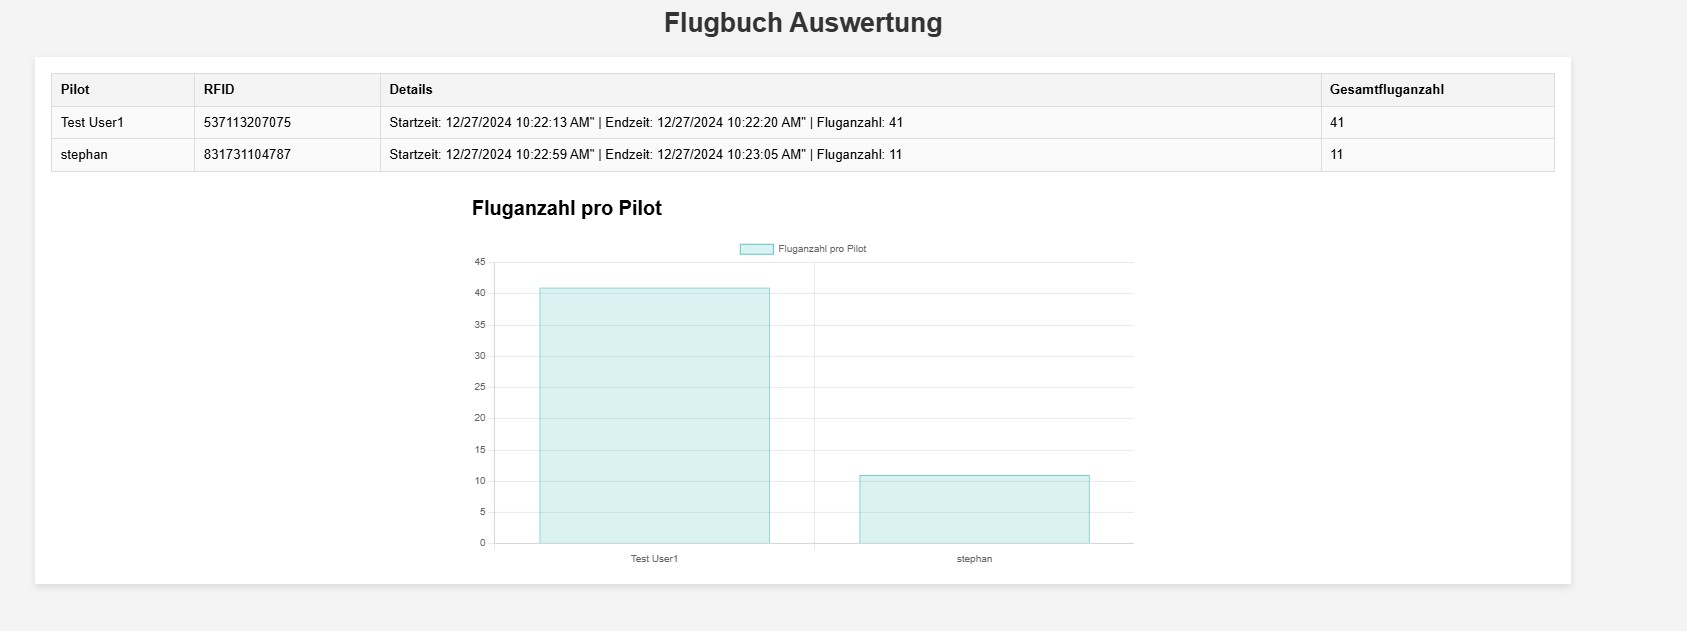 Flugbuch Auswertung
Pilot RFID Details Gesamtfluganzahl
Test User1 537113207075 Startzeit: 12/27/2024 10:22:13 AM" | Endzeit: 12/27/2024 10:22:20 AM" | Fluganzahl: 41 41
stephan 831731104787 Startzeit: 12/27/2024 10:22:59 AM" | Endzeit: 12/27/2024 10:23:05 AM" | Fluganzahl: 11 11
Fluganzahl pro Pilot
Fluganzahl pro Pilot
45
40
35
30
25
20
15
10
5
0
Test User1 stephan